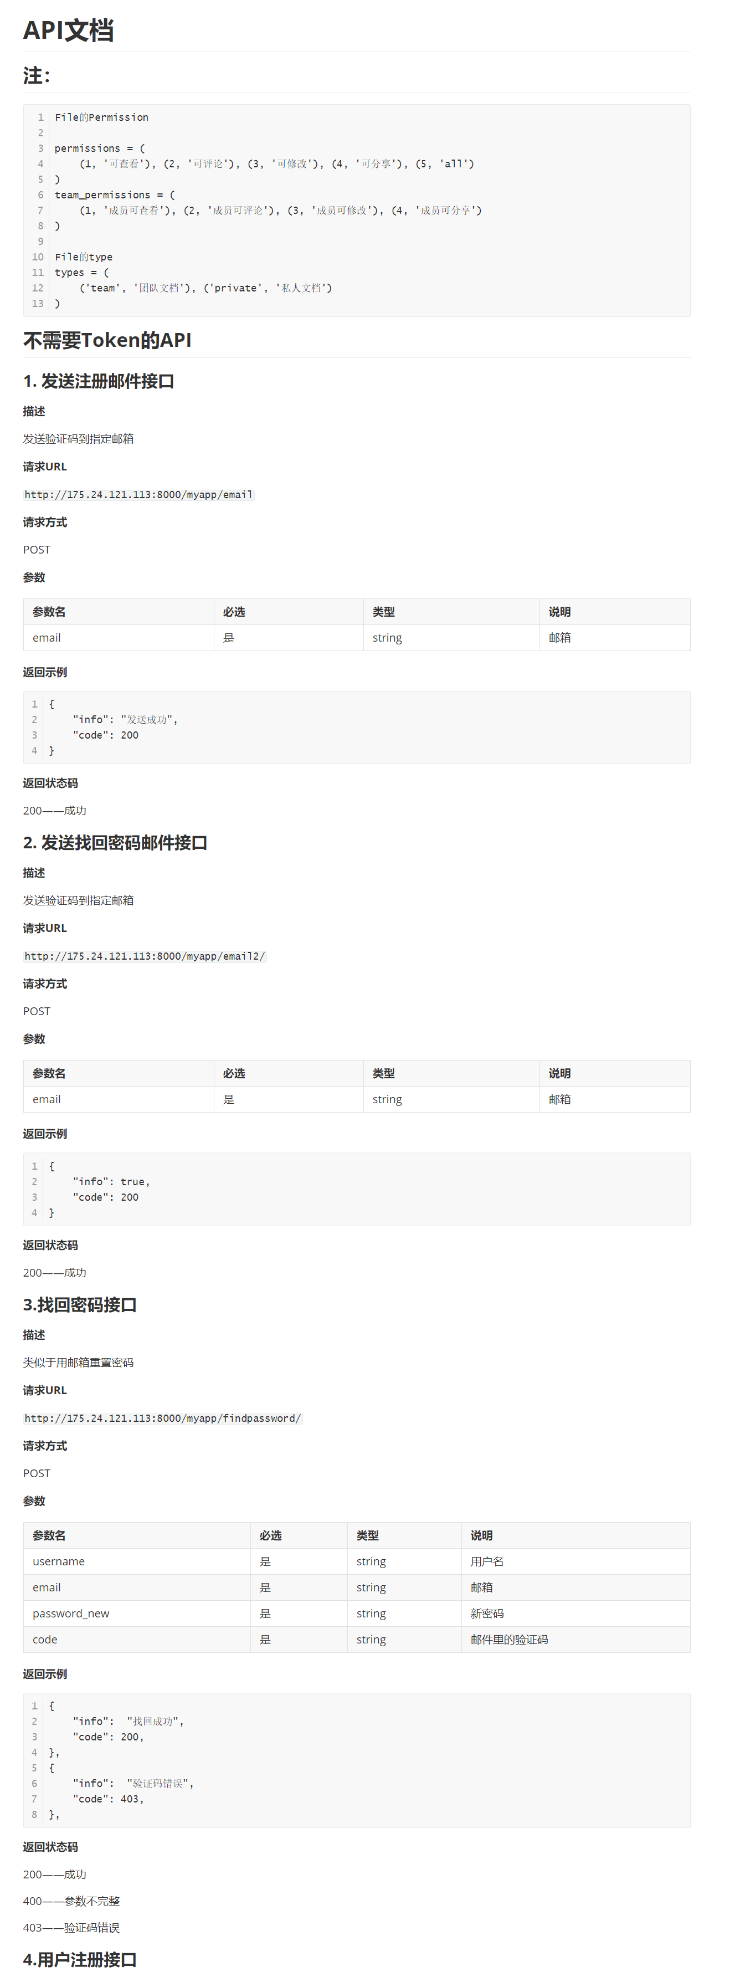 API文档
注：
1 File的Permission
2
3 permissions = (
4 (1, '可查看'), (2, '可评论'), (3, '可修改'), (4, '可分享'), (5, 'all')
5 )
6 team_permissions = (
7 (1, '成员可查看'), (2, '成员可评论'), (3, '成员可修改'), (4, '成员可分享')
8 )
9
10 File的type
11 types = (
12 ('team', '团队文档'), ('private', '私人文档')
13 )
不需要Token的API
1. 发送注册邮件接口
描述
发送验证码到指定邮箱
请求URL
http://175.24.121.113:8000/myapp/email
请求方式
POST
参数
参数名 必选 类型 说明
email 是 string 邮箱
返回示例
1 {
2 "info": "发送成功",
3 "code": 200
4 }
返回状态码
200——成功
2. 发送找回密码邮件接口
描述
发送验证码到指定邮箱
请求URL
http://175.24.121.113:8000/myapp/email2/
请求方式
POST
参数
参数名 必选 类型 说明
email 是 string 邮箱
返回示例
1 {
2 "info": true,
3 "code": 200
4 }
返回状态码
200——成功
3.找回密码接口
描述
类似于用邮箱重置密码
请求URL
http://175.24.121.113:8000/myapp/findpassword/
请求方式
POST
参数
参数名 必选 类型 说明
username 是 string 用户名
email 是 string 邮箱
password_new 是 string 新密码
code 是 string 邮件里的验证码
返回示例
1 {
2 "info": "找回成功",
3 "code": 200,
4 },
5 {
6 "info": "验证码错误",
7 "code": 403,
8 },
返回状态码
200——成功
400——参数不完整
403——验证码错误
4.用户注册接口